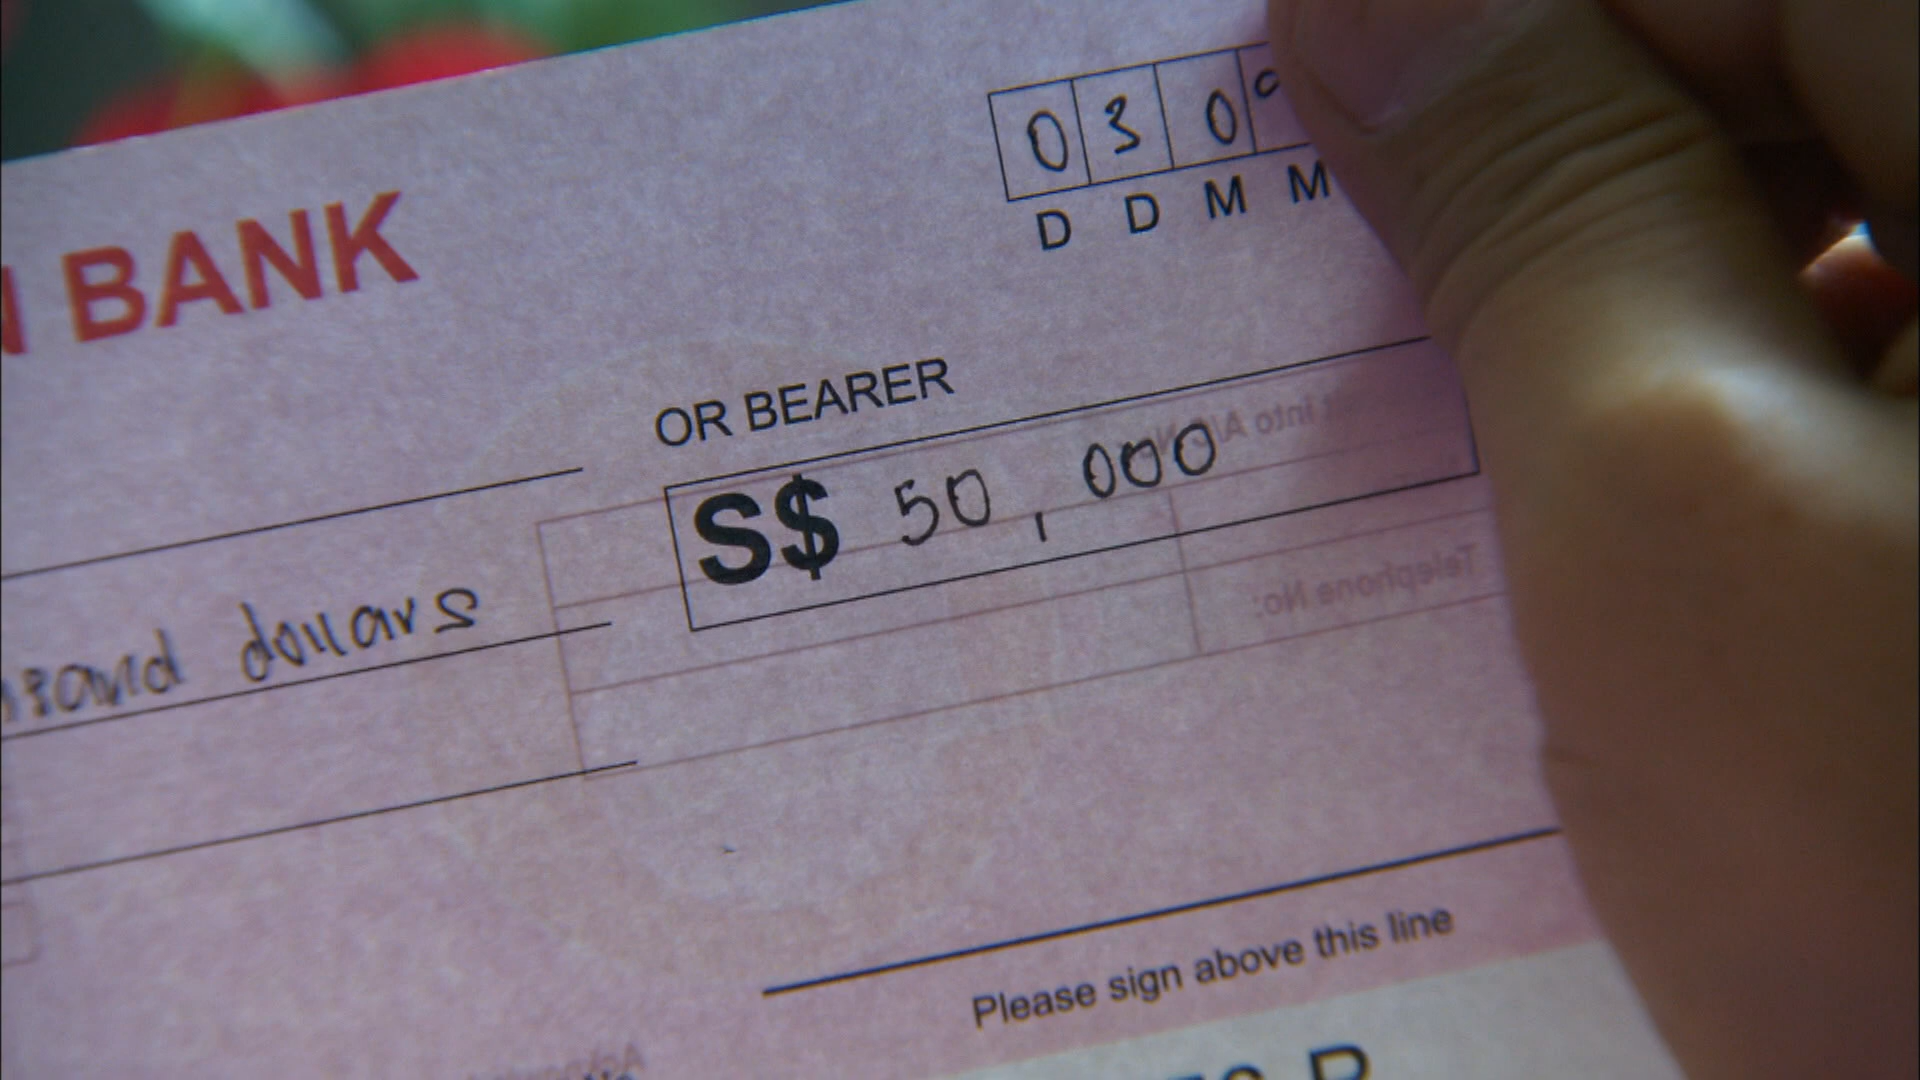 BANK
0 3 0
D D M M
OR BEARER
S$ 50,000
dollars
Telephone No:
Please sign above this line